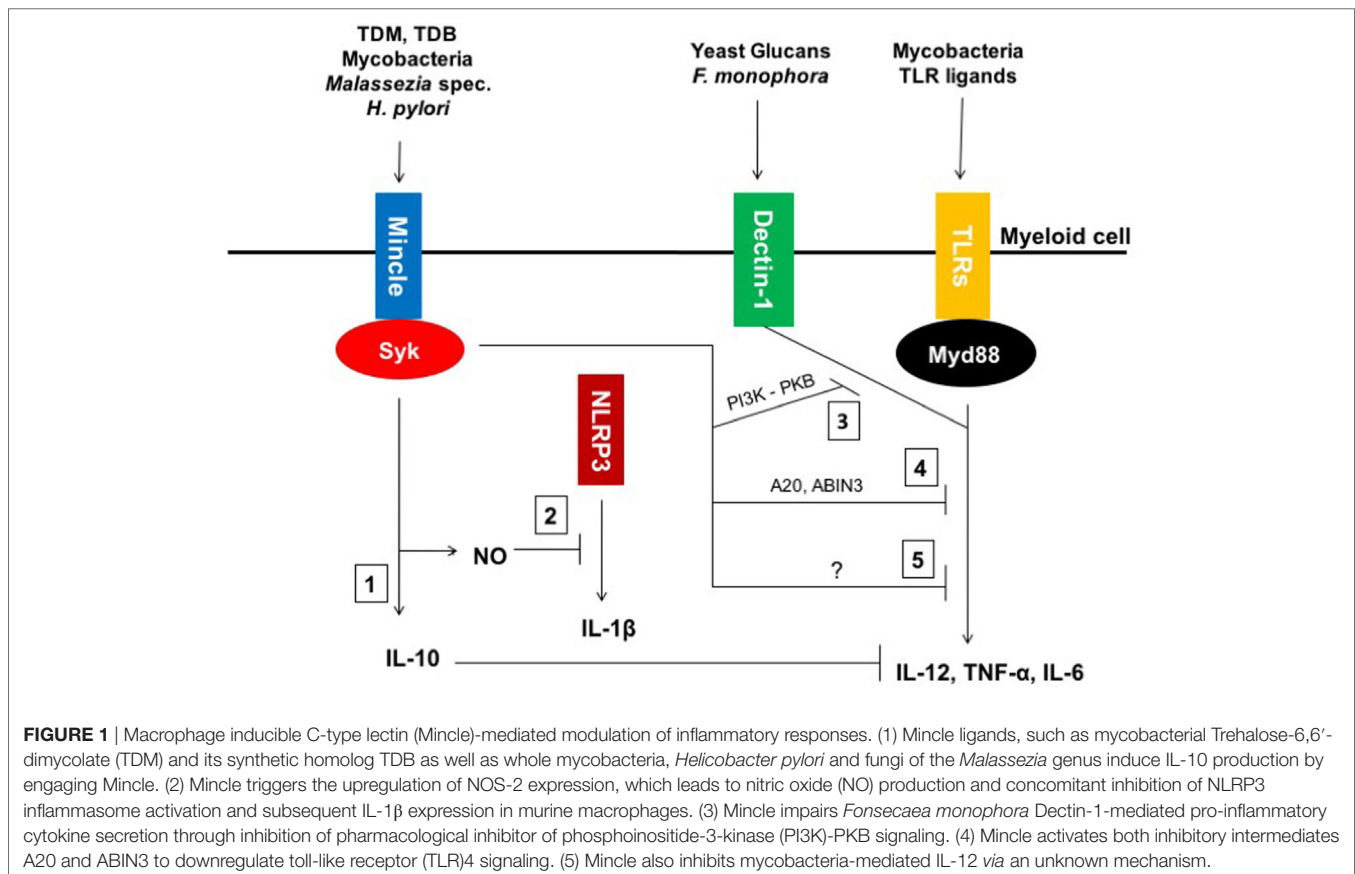 TDM, TDB
Mycobacteria
Malassezia spec.
H. pylori
Yeast Glucans
F. monophora
Mycobacteria
TLR ligands
Mincle
Dectin-1
TLRs
Myeloid cell
Syk
Myd88
NLRP3
PI3K - PKB
3
4
A20, ABIN3
2
NO
5
?
1
IL-1β
IL-10
IL-12, TNF-α, IL-6
FIGURE 1 | Macrophage inducible C-type lectin (Mincle)-mediated modulation of inflammatory responses. (1) Mincle ligands, such as mycobacterial Trehalose-6,6′-
dimycolate (TDM) and its synthetic homolog TDB as well as whole mycobacteria, Helicobacter pylori and fungi of the Malassezia genus induce IL-10 production by
engaging Mincle. (2) Mincle triggers the upregulation of NOS-2 expression, which leads to nitric oxide (NO) production and concomitant inhibition of NLRP3
inflammasome activation and subsequent IL-1β expression in murine macrophages. (3) Mincle impairs Fonsecaea monophora Dectin-1-mediated pro-inflammatory
cytokine secretion through inhibition of pharmacological inhibitor of phosphoinositide-3-kinase (PI3K)-PKB signaling. (4) Mincle activates both inhibitory intermediates
A20 and ABIN3 to downregulate toll-like receptor (TLR)4 signaling. (5) Mincle also inhibits mycobacteria-mediated IL-12 via an unknown mechanism.